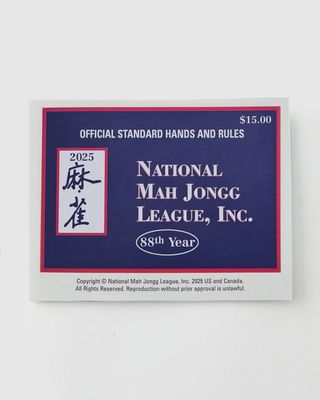 $15.00
OFFICIAL STANDARD HANDS AND RULES
2025
麻
雀
NATIONAL
MAH JONGG
LEAGUE, INC.
88th Year
Copyright © National Mah Jongg League, Inc. 2025 US and Canada.
All Rights Reserved. Reproduction without prior approval is unlawful.